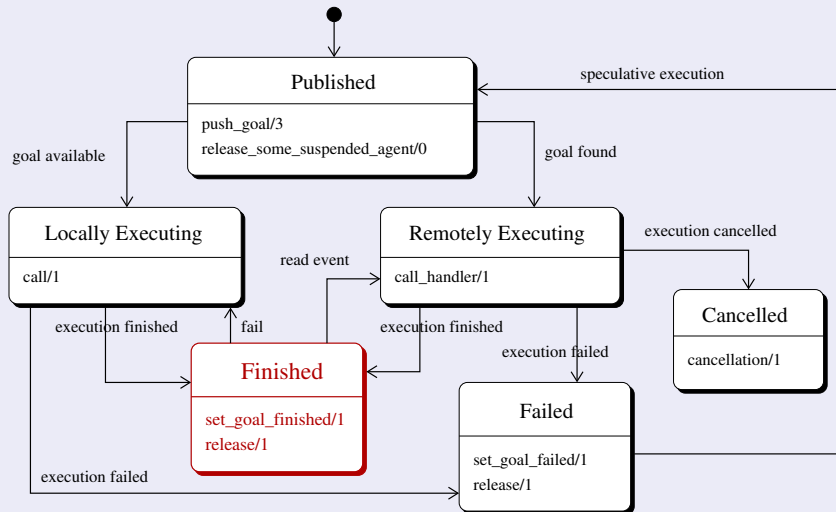 Published
speculative execution
push_goal/3
release_some_suspended_agent/0
goal available
goal found
Locally Executing
call/1
Remotely Executing
call_handler/1
execution cancelled
read event
Cancelled
cancellation/1
execution finished
fail
execution finished
execution failed
Finished
set_goal_finished/1
release/1
Failed
set_goal_failed/1
release/1
execution failed